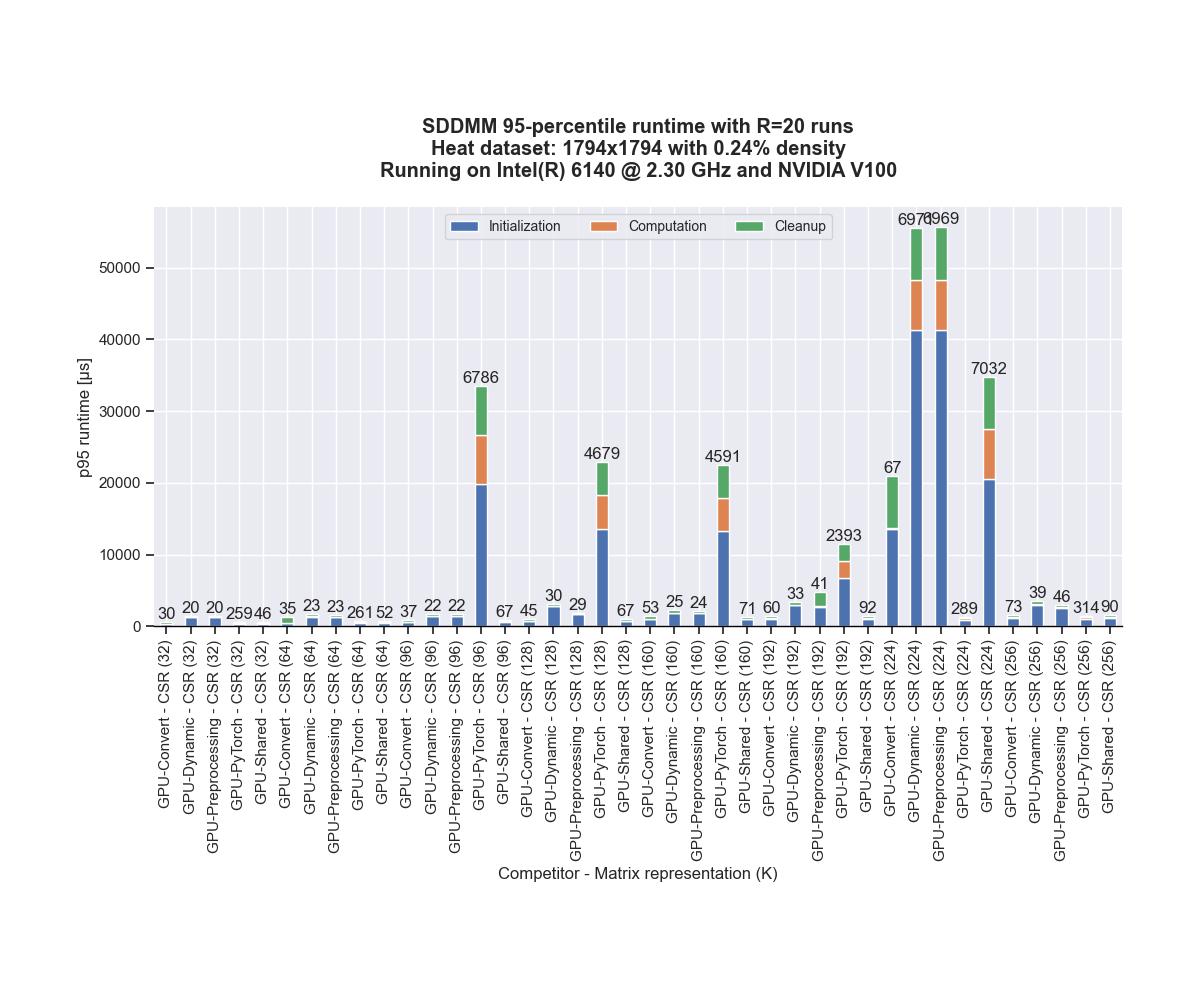 SDDMM 95-percentile runtime with R=20 runs
Heat dataset: 1794x1794 with 0.24% density
Running on Intel(R) 6140 @ 2.30 GHz and NVIDIA V100
Initialization
Computation
Cleanup
p95 runtime [μs]
50000
40000
30000
20000
10000
0
30
20
20
259
46
35
23
23
261
52
37
22
22
6786
67
45
30
29
4679
67
53
25
24
4591
71
60
33
41
2393
92
67
6971
6969
289
7032
73
39
46
314
90
GPU-Convert - CSR (32)
GPU-Dynamic - CSR (32)
GPU-Preprocessing - CSR (32)
GPU-PyTorch - CSR (32)
GPU-Shared - CSR (32)
GPU-Convert - CSR (64)
GPU-Dynamic - CSR (64)
GPU-Preprocessing - CSR (64)
GPU-PyTorch - CSR (64)
GPU-Shared - CSR (64)
GPU-Convert - CSR (96)
GPU-Dynamic - CSR (96)
GPU-Preprocessing - CSR (96)
GPU-PyTorch - CSR (96)
GPU-Shared - CSR (96)
GPU-Convert - CSR (128)
GPU-Dynamic - CSR (128)
GPU-Preprocessing - CSR (128)
GPU-PyTorch - CSR (128)
GPU-Shared - CSR (128)
GPU-Convert - CSR (160)
GPU-Dynamic - CSR (160)
GPU-Preprocessing - CSR (160)
GPU-PyTorch - CSR (160)
GPU-Shared - CSR (160)
GPU-Convert - CSR (192)
GPU-Dynamic - CSR (192)
GPU-Preprocessing - CSR (192)
GPU-PyTorch - CSR (192)
GPU-Shared - CSR (192)
GPU-Convert - CSR (224)
GPU-Dynamic - CSR (224)
GPU-Preprocessing - CSR (224)
GPU-PyTorch - CSR (224)
GPU-Shared - CSR (224)
GPU-Convert - CSR (256)
GPU-Dynamic - CSR (256)
GPU-Preprocessing - CSR (256)
GPU-PyTorch - CSR (256)
GPU-Shared - CSR (256)
Competitor - Matrix representation (K)